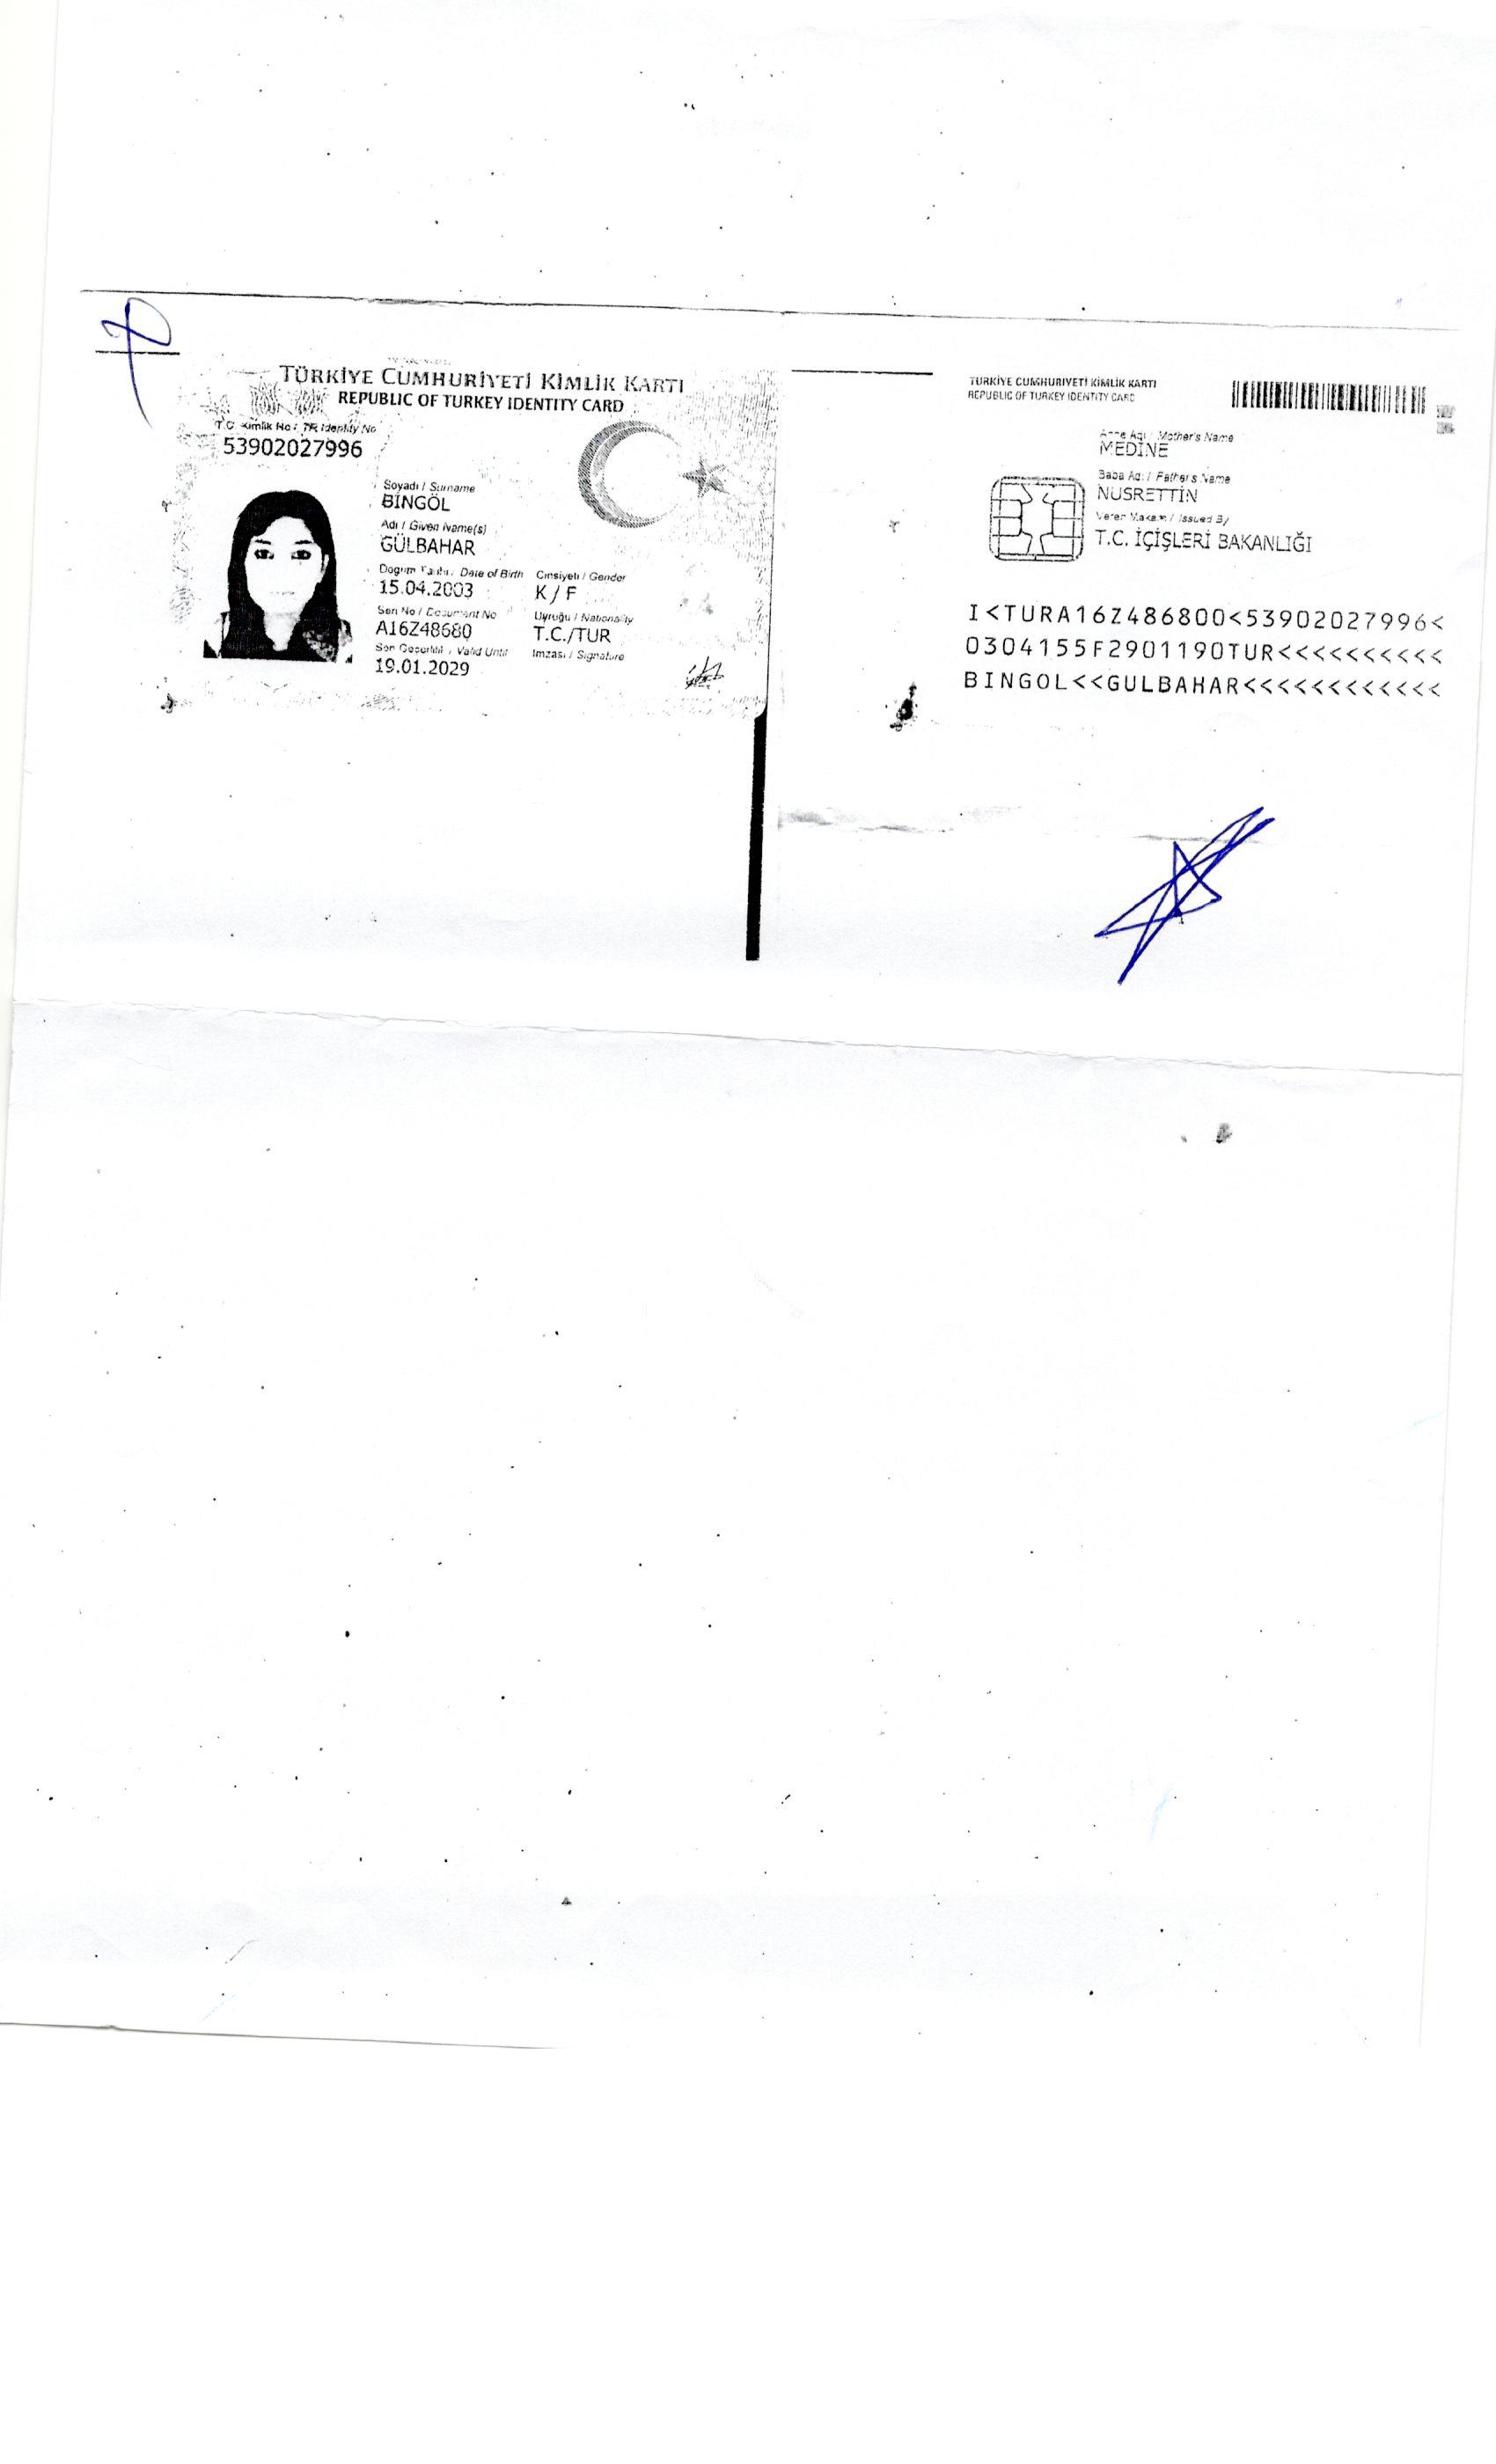 TÜRKİYE CUMHURİYETİ KİMLİK KARTI
REPUBLIC OF TURKEY IDENTITY CARD
T.C. Kimlik No / TR Identity No
53902027996
Soyadı / Surname
BİNGÖL
Adı / Given Name(s)
GÜLBAHAR
Doğum Tarihi / Date of Birth Cinsiyeti / Gender
15.04.2003 K / F
Seri No / Document No Uyruğu / Nationality
A16Z48680 T.C./TUR
Son Geçerlilik / Valid Until İmzası / Signature
19.01.2029
TÜRKİYE CUMHURİYETİ KİMLİK KARTI
REPUBLIC OF TURKEY IDENTITY CARD
Anne Adı / Mother's Name
MEDİNE
Baba Adı / Father's Name
NUSRETTİN
Veren Makam / Issued By
T.C. İÇİŞLERİ BAKANLIĞI
I<TURA16Z486800<53902027996<
0304155F2901190TUR<<<<<<<<<<
BINGOL<<GULBAHAR<<<<<<<<<<<<